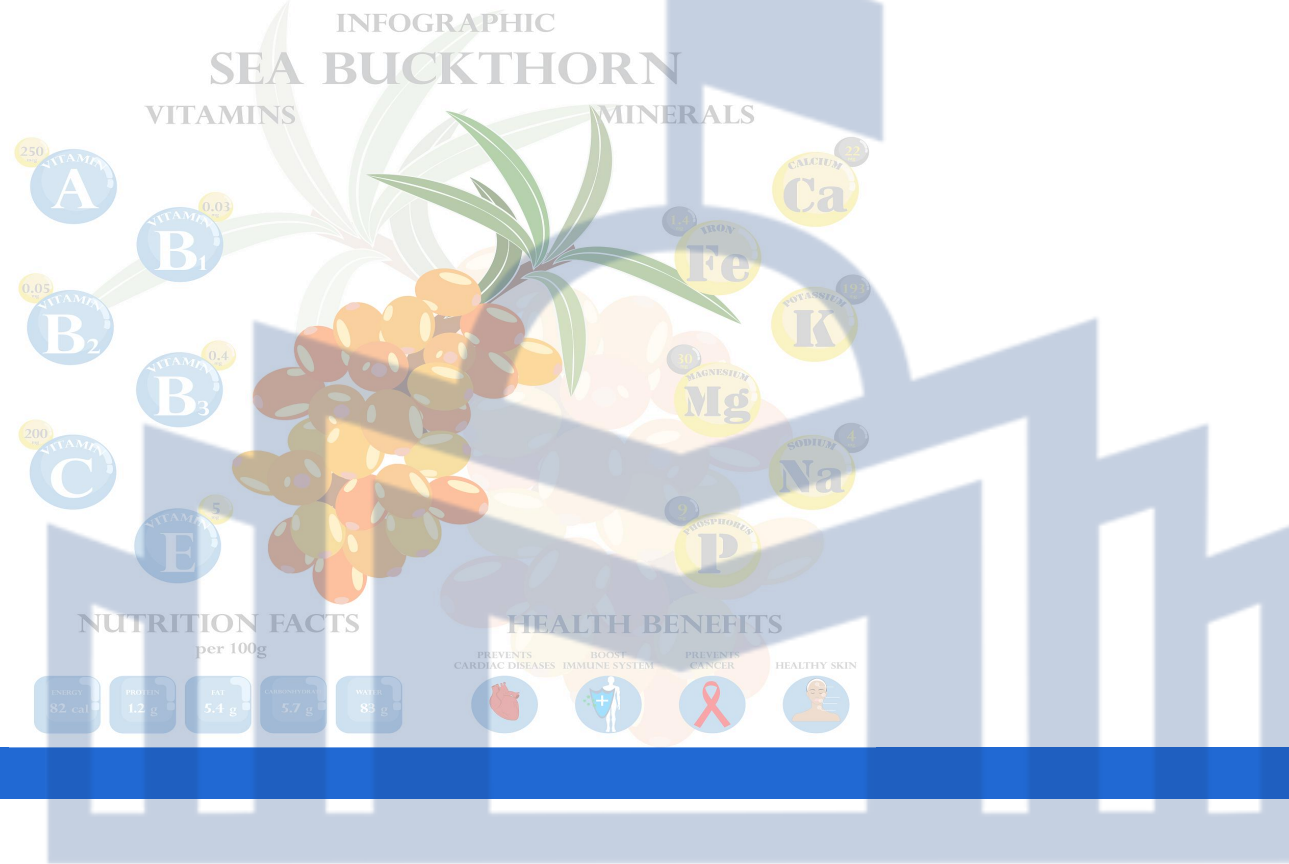 INFOGRAPHIC
SEA BUCKTHORN
VITAMINS
MINERALS
250
VITAMIN
A
0.03
VITAMIN
B1
0.05
VITAMIN
B2
0.4
VITAMIN
B3
200
VITAMIN
C
5
VITAMIN
E
22
CALCIUM
Ca
1.4
IRON
Fe
193
POTASSIUM
K
30
MAGNESIUM
Mg
4
SODIUM
Na
9
PHOSPHORUS
P
NUTRITION FACTS
per 100g
ENERGY
82 cal
PROTEIN
1.2 g
FAT
5.4 g
5.7 g
WATER
83 g
HEALTH BENEFITS
PREVENTS
CARDIAC DISEASES
BOOST
IMMUNE SYSTEM
PREVENTS
CANCER
HEALTHY SKIN